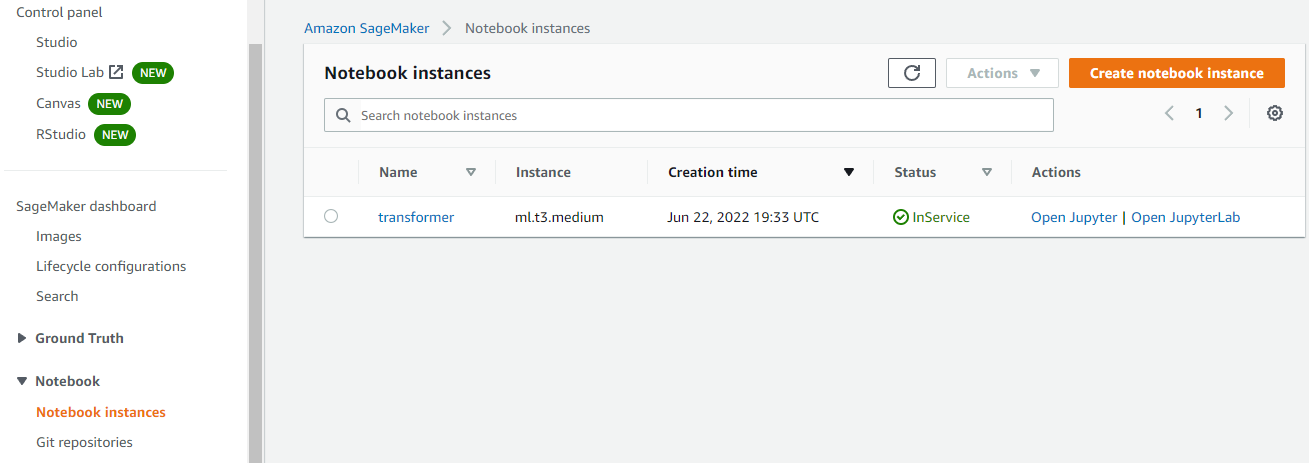 Control panel
Studio
Studio Lab NEW
Canvas NEW
RStudio NEW
SageMaker dashboard
Images
Lifecycle configurations
Search
Ground Truth
Notebook
Notebook instances
Git repositories
Amazon SageMaker > Notebook instances
Notebook instances
Actions
Create notebook instance
Search notebook instances
1
Name Instance Creation time Status Actions
transformer ml.t3.medium Jun 22, 2022 19:33 UTC InService Open Jupyter | Open JupyterLab